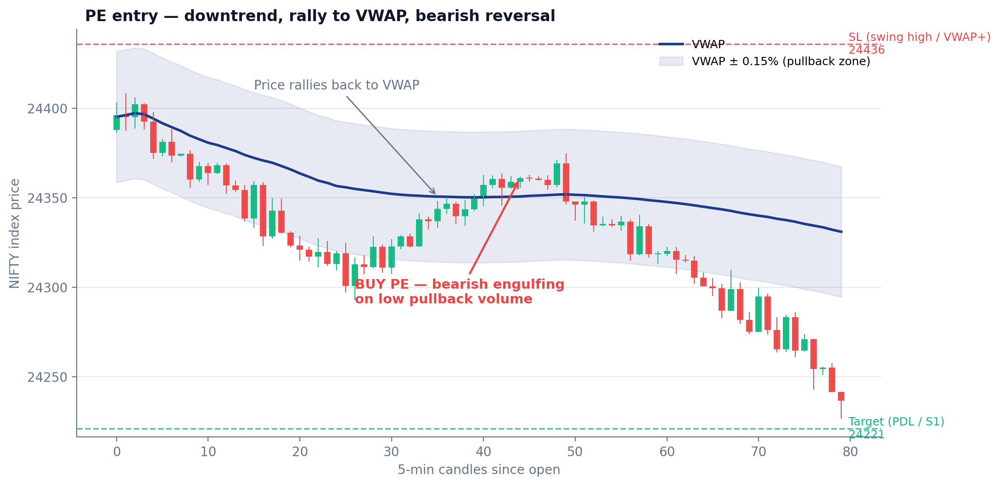 PE entry — downtrend, rally to VWAP, bearish reversal
SL (swing high / VWAP+)
24436
VWAP
VWAP ± 0.15% (pullback zone)
Price rallies back to VWAP
24400
24350
24300
24250
NIFTY index price
BUY PE — bearish engulfing
on low pullback volume
Target (PDL / S1)
24221
0 10 20 30 40 50 60 70 80
5-min candles since open